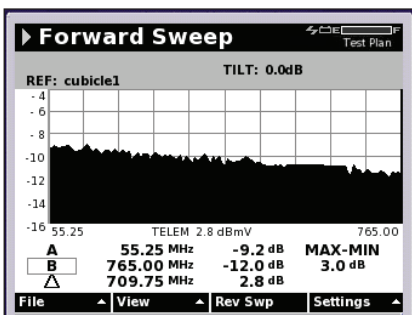 Forward Sweep
E F
Test Plan
TILT: 0.0dB
REF: cubicle1
- 4
- 6
- 8
-10
-12
-14
-16
55.25 TELEM 2.8 dBmV 765.00
A 55.25 MHz -9.2 dB MAX-MIN
B 765.00 MHz -12.0 dB 3.0 dB
△ 709.75 MHz 2.8 dB
File View Rev Swp Settings